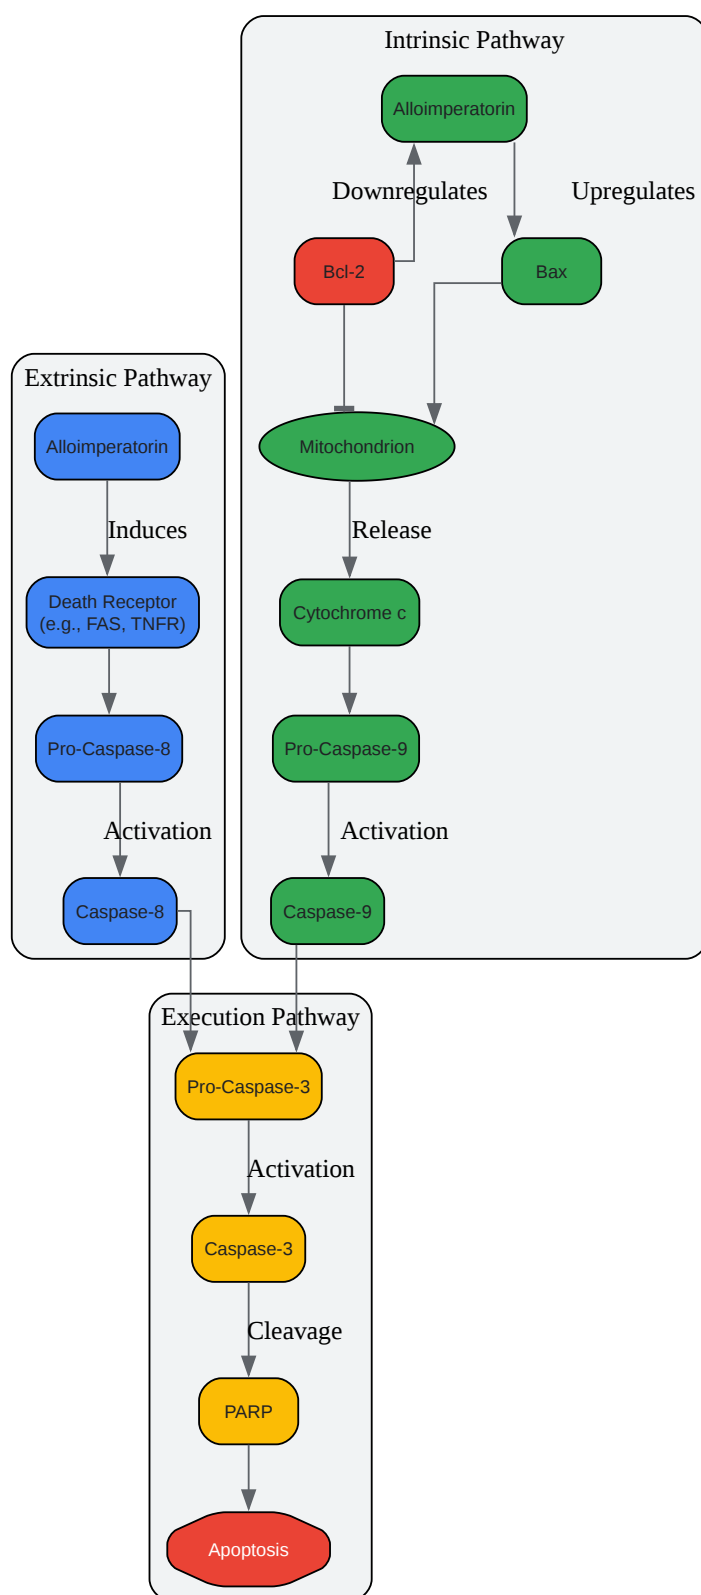 Intrinsic Pathway
Alloimperatorin
Downregulates
Upregulates
Bcl-2
Bax
Mitochondrion
Release
Cytochrome c
Pro-Caspase-9
Activation
Caspase-9
Extrinsic Pathway
Alloimperatorin
Induces
Death Receptor
(e.g., FAS, TNFR)
Pro-Caspase-8
Activation
Caspase-8
Execution Pathway
Pro-Caspase-3
Activation
Caspase-3
Cleavage
PARP
Apoptosis